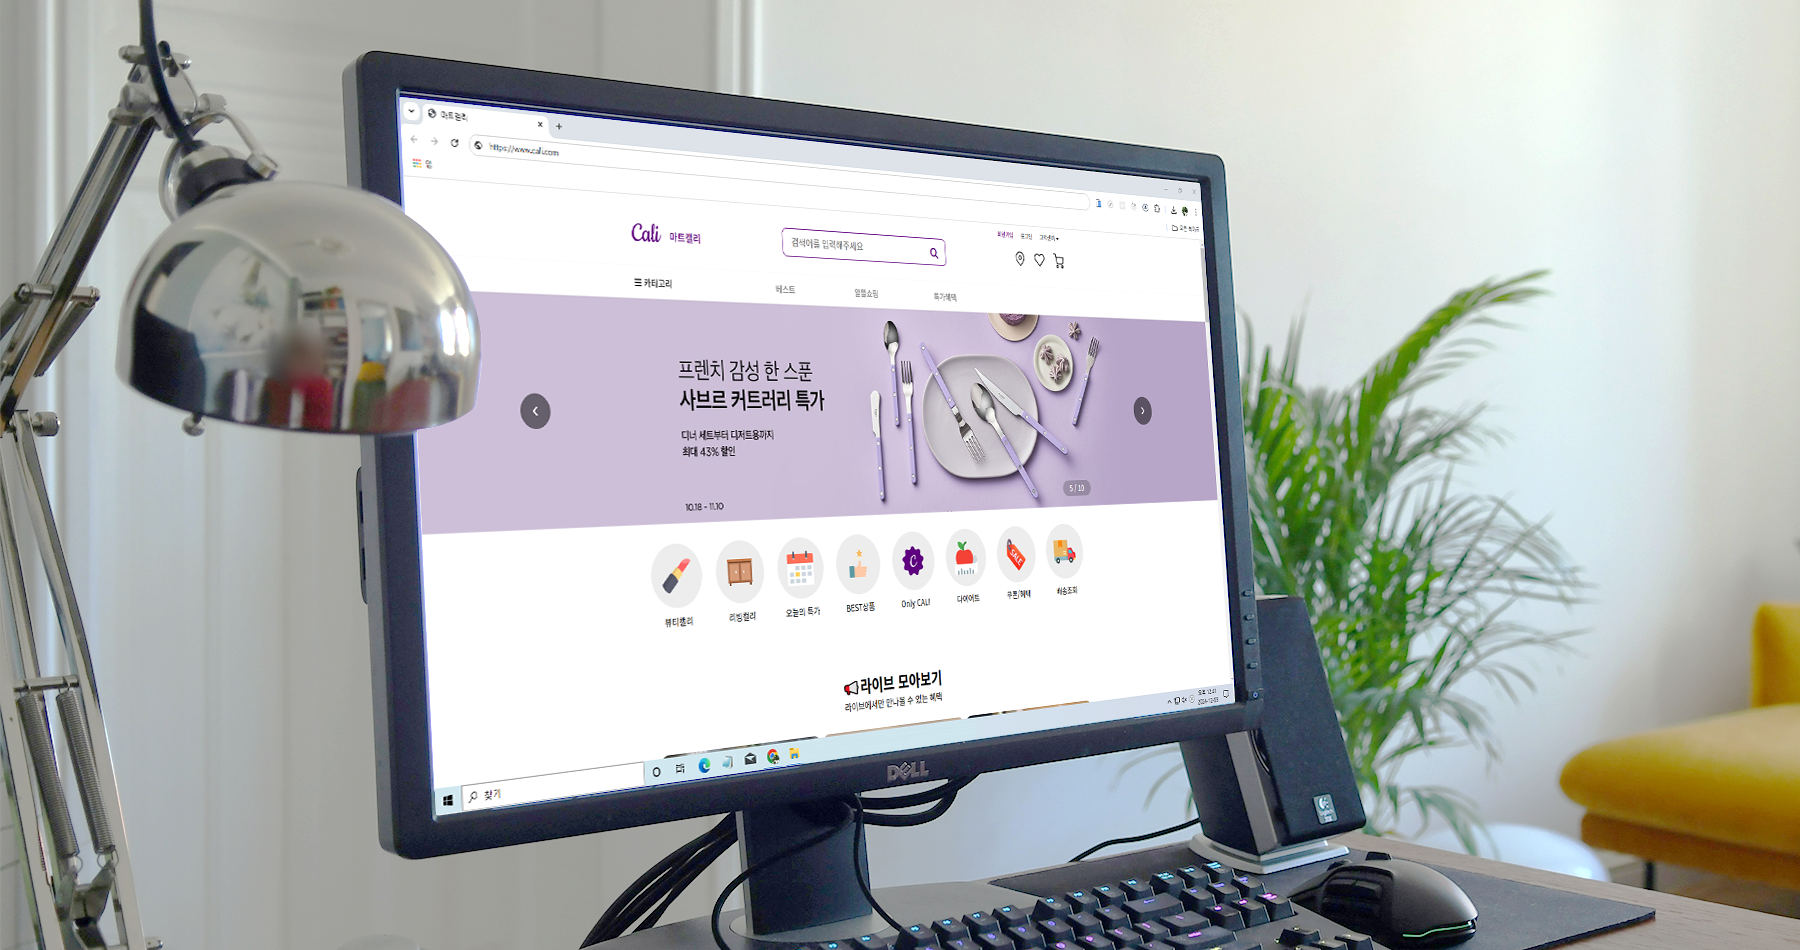 마트컬리
https://www.cali.com
Cali 마트캘리
검색어를 입력해주세요
회원가입 로그인 고객센터
카테고리
베스트
알뜰쇼핑
특가혜택
프렌치 감성 한 스푼
사브르 커트러리 특가
디너 세트부터 디저트용까지
최대 43% 할인
10.18 - 11.10
5 / 10
C
SALE
뷰티캘리
리빙컬리
오늘의 특가
BEST상품
Only CALI
다이어트
쿠폰/혜택
배송조회
라이브 모아보기
라이브에서만 만나볼 수 있는 혜택
찾기
DELL